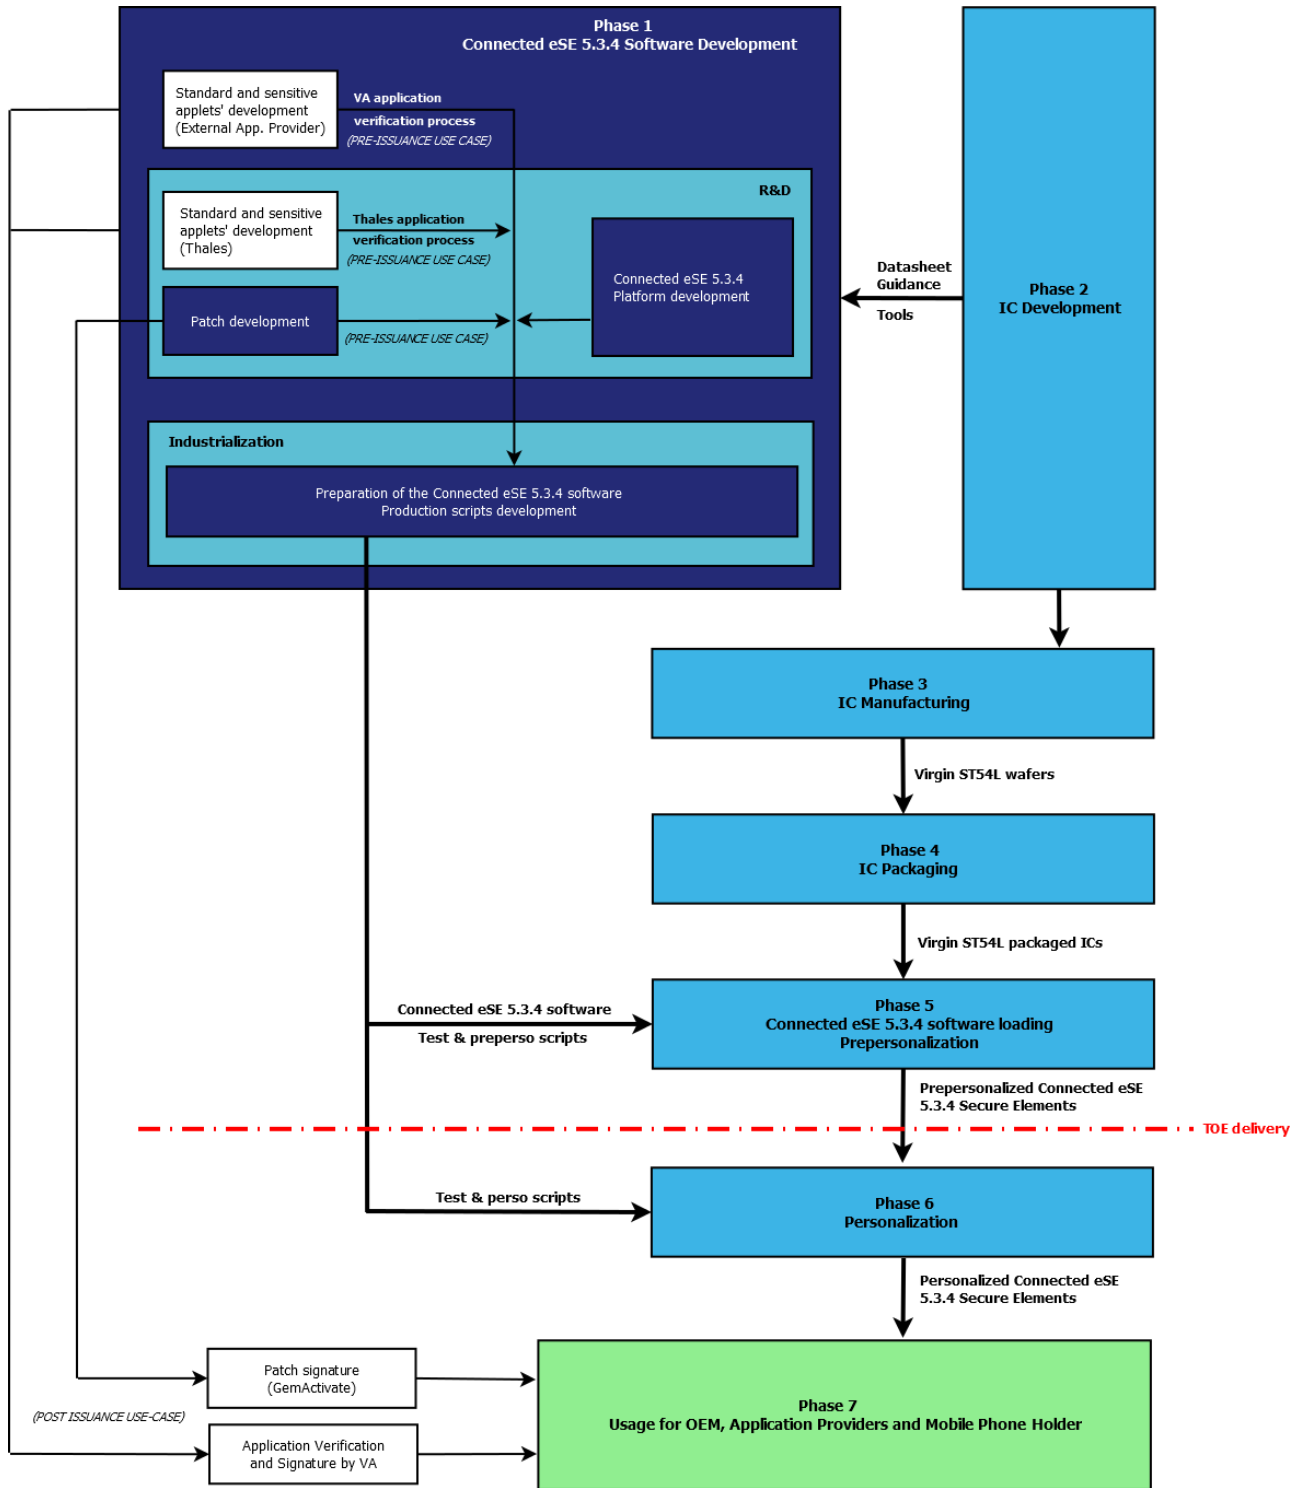 Phase 1
Connected eSE 5.3.4 Software Development
Standard and sensitive
applets' development
(External App. Provider)
VA application
verification process
(PRE-ISSUANCE USE CASE)
R&D
Standard and sensitive
applets' development
(Thales)
Thales application
verification process
(PRE-ISSUANCE USE CASE)
Connected eSE 5.3.4
Platform development
Patch development
(PRE-ISSUANCE USE CASE)
Datasheet
Guidance
Tools
Phase 2
IC Development
Industrialization
Preparation of the Connected eSE 5.3.4 software
Production scripts development
Phase 3
IC Manufacturing
Virgin ST54L wafers
Phase 4
IC Packaging
Virgin ST54L packaged ICs
Connected eSE 5.3.4 software
Test & preperso scripts
Phase 5
Connected eSE 5.3.4 software loading
Prepersonalization
Prepersonalized Connected eSE
5.3.4 Secure Elements
TOE delivery
Test & perso scripts
Phase 6
Personalization
Personalized Connected eSE
5.3.4 Secure Elements
Patch signature
(GemActivate)
(POST ISSUANCE USE-CASE)
Phase 7
Usage for OEM, Application Providers and Mobile Phone Holder
Application Verification
and Signature by VA